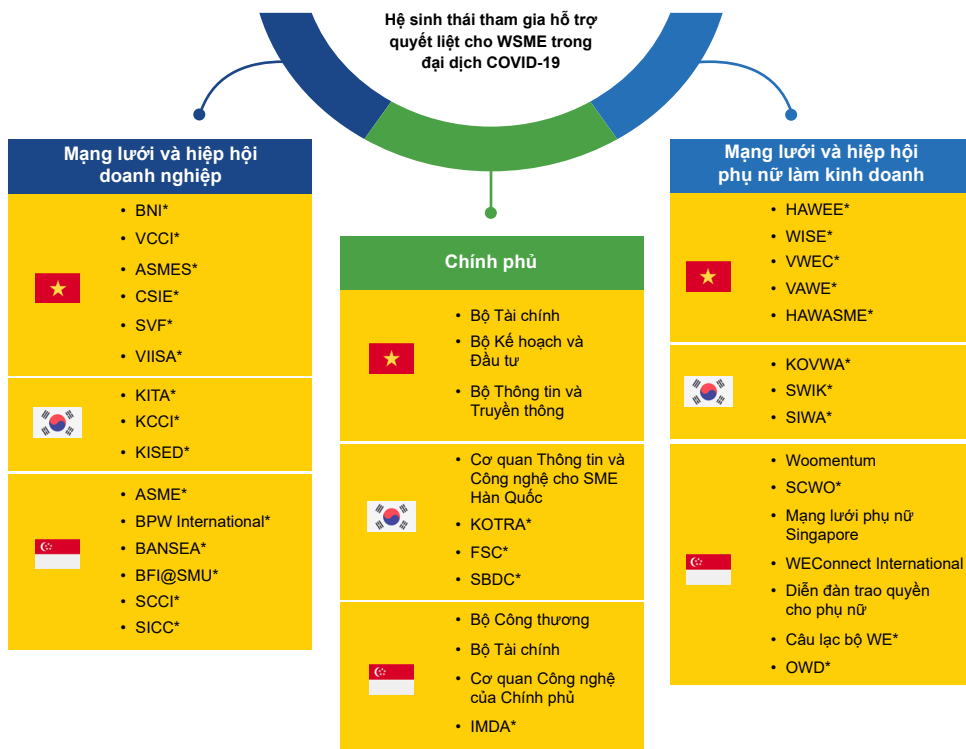 Hệ sinh thái tham gia hỗ trợ
quyết liệt cho WSME trong
đại dịch COVID-19
Mạng lưới và hiệp hội
doanh nghiệp
• BNI*
• VCCI*
• ASMES*
• CSIE*
• SVF*
• VIISA*
• KITA*
• KCCI*
• KISED*
• ASME*
• BPW International*
• BANSEA*
• BFI@SMU*
• SCCI*
• SICC*
Chính phủ
• Bộ Tài chính
• Bộ Kế hoạch và
Đầu tư
• Bộ Thông tin và
Truyền thông
• Cơ quan Thông tin và
Công nghệ cho SME
Hàn Quốc
• KOTRA*
• FSC*
• SBDC*
• Bộ Công thương
• Bộ Tài chính
• Cơ quan Công nghệ
của Chính phủ
• IMDA*
Mạng lưới và hiệp hội
phụ nữ làm kinh doanh
• HAWEE*
• WISE*
• VWEC*
• VAWE*
• HAWASME*
• KOVWA*
• SWIK*
• SIWA*
• Woomentum
• SCWO*
• Mạng lưới phụ nữ
Singapore
• WEConnect International
• Diễn đàn trao quyền
cho phụ nữ
• Câu lạc bộ WE*
• OWD*